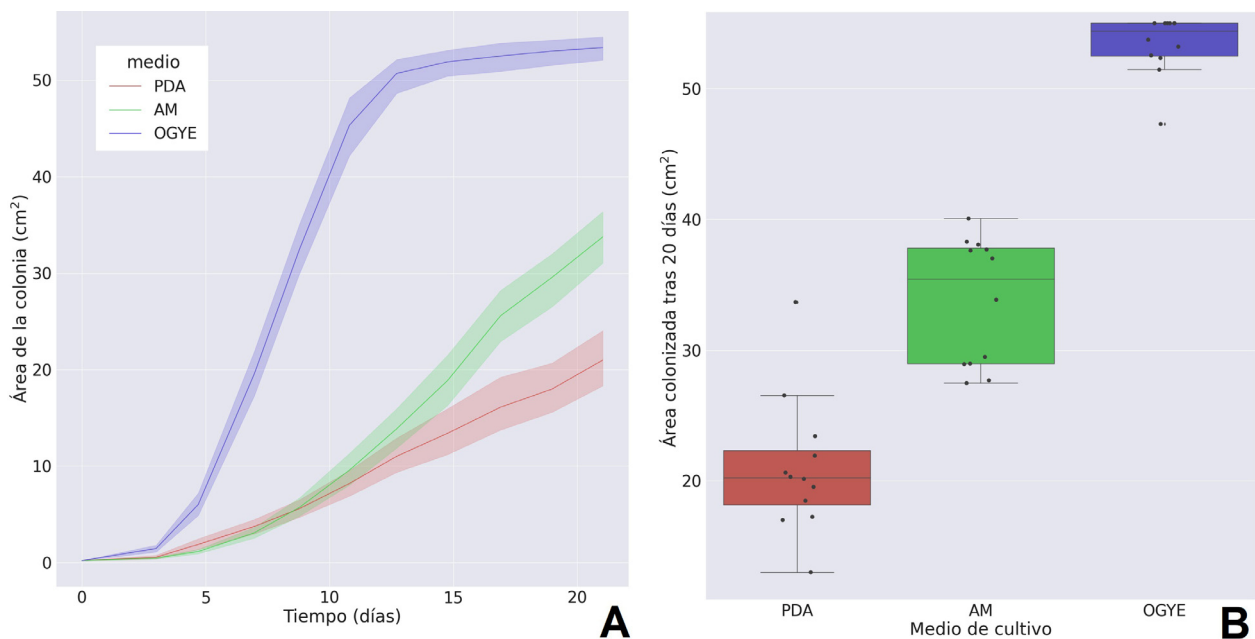 medio
PDA
AM
OGYE
Área de la colonia (cm²)
50
40
30
20
10
0
0 5 10 15 20
Tiempo (días)
A
Área colonizada tras 20 días (cm²)
50
40
30
20
PDA AM OGYE
Medio de cultivo
B